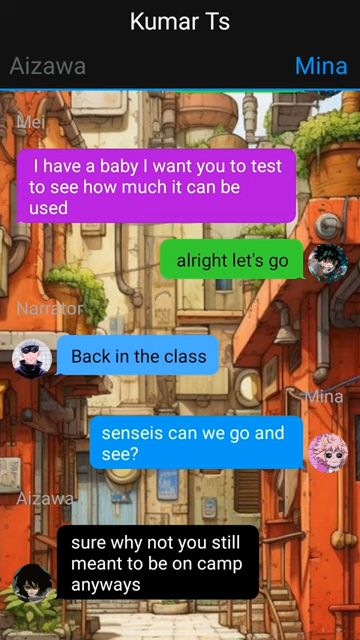 Kumar Ts
Aizawa
Mina
Mei
I have a baby I want you to test
to see how much it can be
used
alright let's go
Narrator
Back in the class
Mina
senseis can we go and
see?
Aizawa
sure why not you still
meant to be on camp
anyways